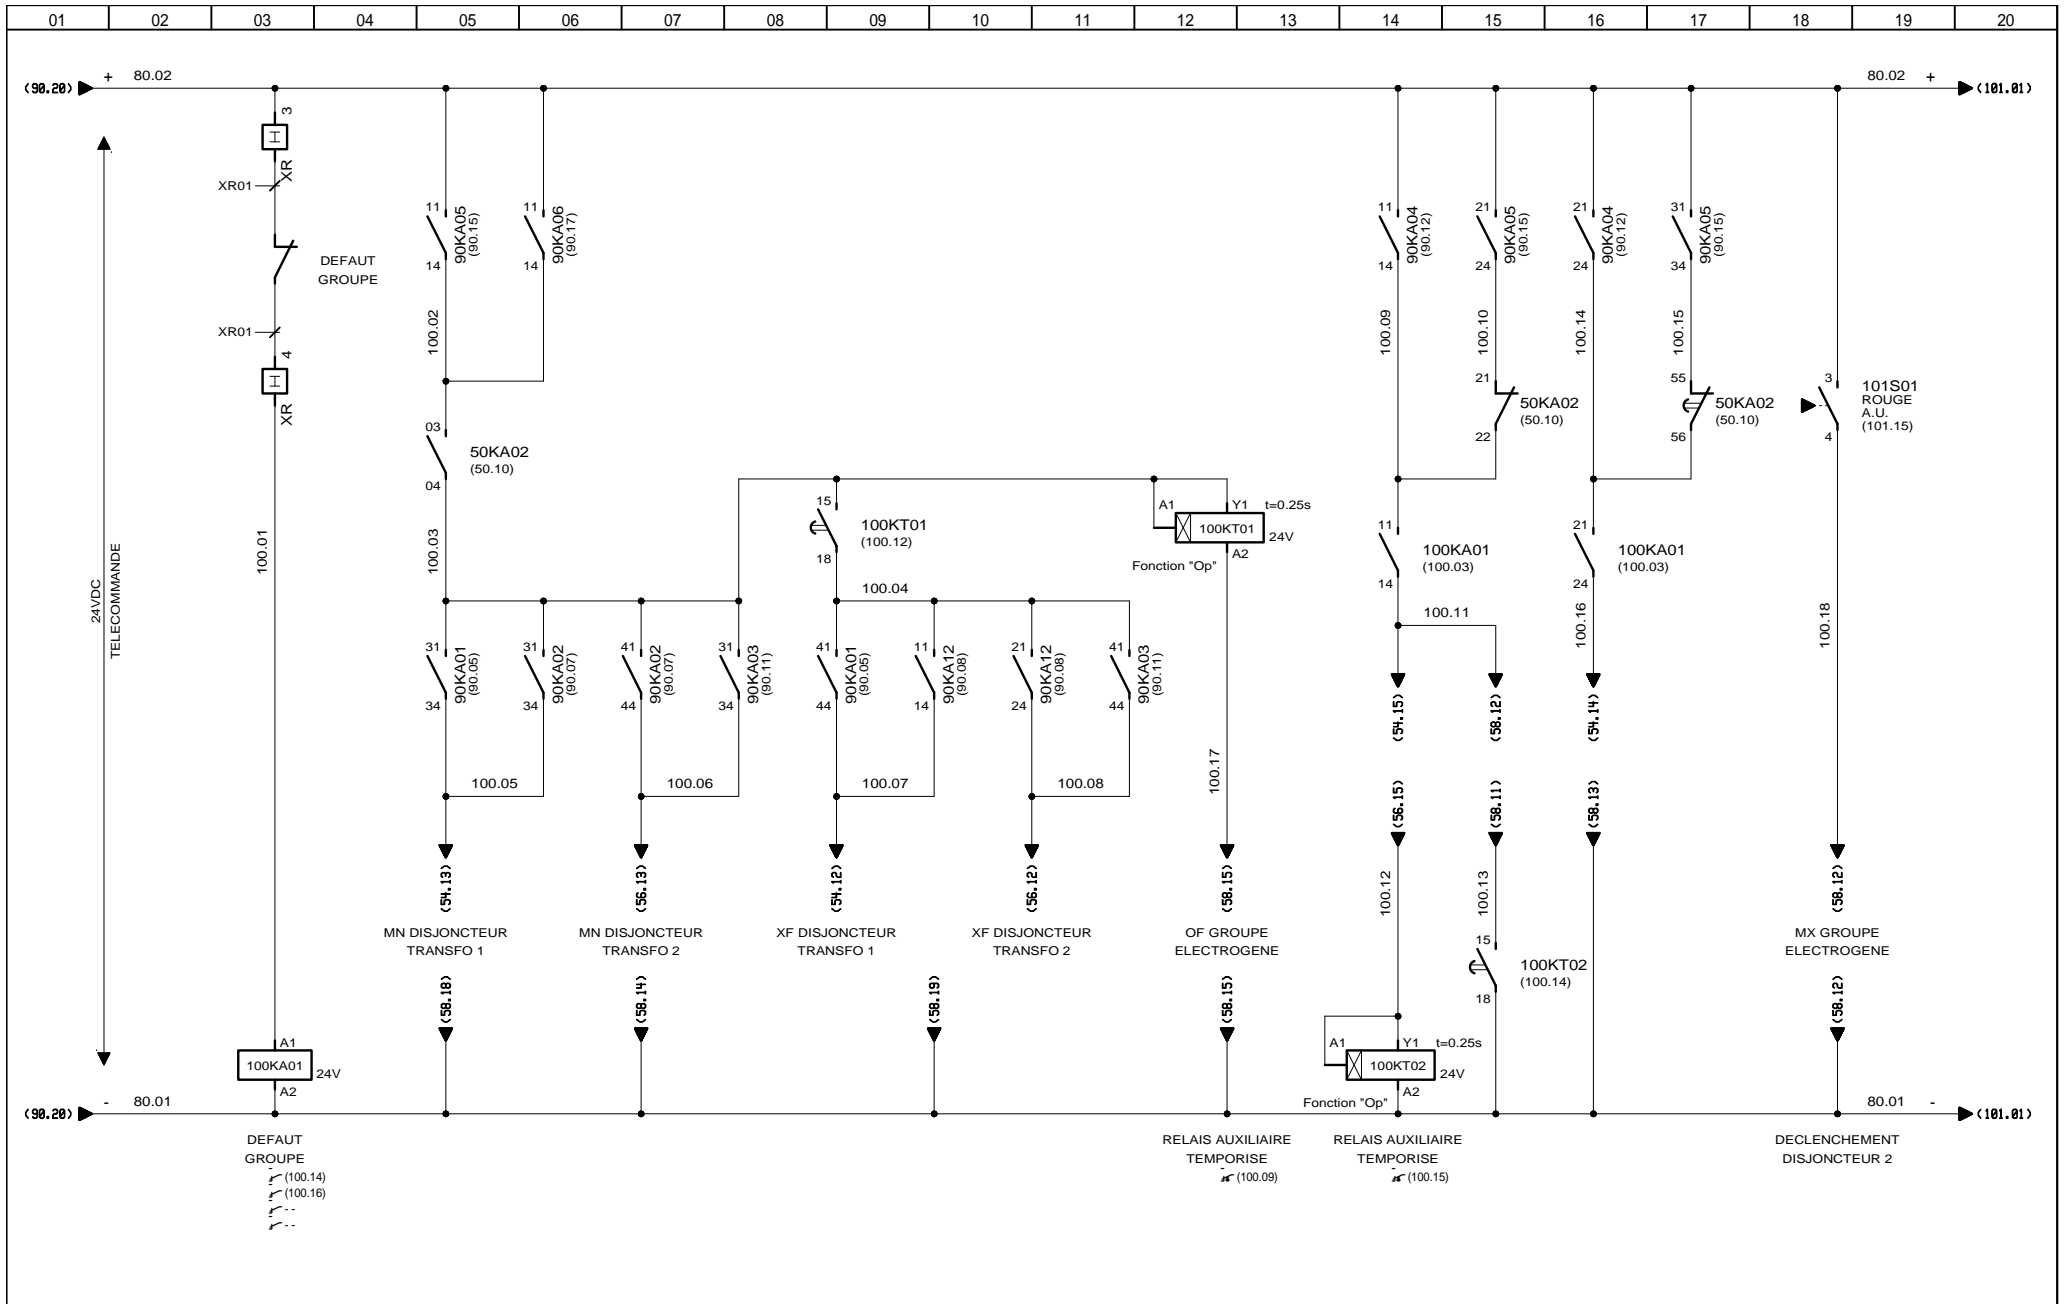 01 02 03 04 05 06 07 08 09 10 11 12 13 14 15 16 17 18 19 20
(90.20) + 80.02 80.02 + (101.01)
24VDC
TELECOMMANDE
3
XR
XR01
DEFAUT
GROUPE
XR01
4
XR
100.01
A1
100KA01
24V
A2
11
90KA05
(90.15)
14
11
90KA06
(90.17)
14
100.02
03
50KA02
(50.10)
04
100.03
31
90KA01
(90.05)
34
31
90KA02
(90.07)
34
41
90KA02
(90.07)
44
31
90KA03
(90.11)
34
100.05
100.06
15
100KT01
(100.12)
18
100.04
41
90KA01
(90.05)
44
11
90KA12
(90.08)
14
21
90KA12
(90.08)
24
41
90KA03
(90.11)
44
100.07
100.08
A1
Y1
t=0.25s
100KT01
24V
A2
Fonction "Op"
100.17
(54.13)
MN DISJONCTEUR
TRANSFO 1
(58.18)
(56.13)
MN DISJONCTEUR
TRANSFO 2
(58.14)
(54.12)
XF DISJONCTEUR
TRANSFO 1
(58.19)
(56.12)
XF DISJONCTEUR
TRANSFO 2
(58.15)
OF GROUPE
ELECTROGENE
(58.15)
11
90KA04
(90.12)
14
21
90KA05
(90.15)
24
21
90KA04
(90.12)
24
31
90KA05
(90.15)
34
100.09
100.10
100.14
100.15
21
50KA02
(50.10)
22
55
50KA02
(50.10)
56
3
101S01
ROUGE
A.U.
(101.15)
4
11
100KA01
(100.03)
14
21
100KA01
(100.03)
24
100.11
100.16
100.18
(54.15)
(58.12)
(54.14)
(56.15)
(58.11)
(58.13)
100.12
100.13
15
100KT02
(100.14)
18
A1
Y1
t=0.25s
100KT02
24V
A2
Fonction "Op"
(58.12)
MX GROUPE
ELECTROGENE
(58.12)
(90.20) - 80.01 80.01 - (101.01)
DEFAUT
GROUPE
(100.14)
(100.16)
--
--
RELAIS AUXILIAIRE
TEMPORISE
(100.09)
RELAIS AUXILIAIRE
TEMPORISE
(100.15)
DECLENCHEMENT
DISJONCTEUR 2